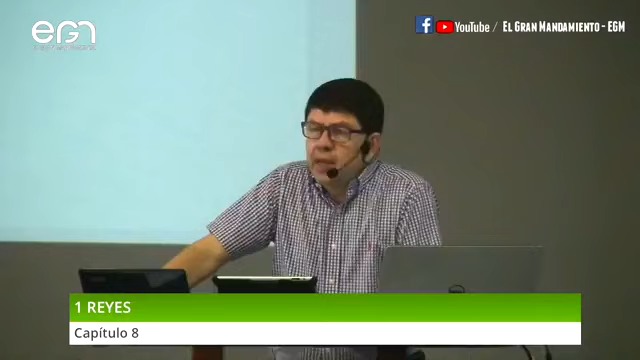 EGM
YouTube / EL GRAN MANDAMIENTO - EGM
1 REYES
Capítulo 8